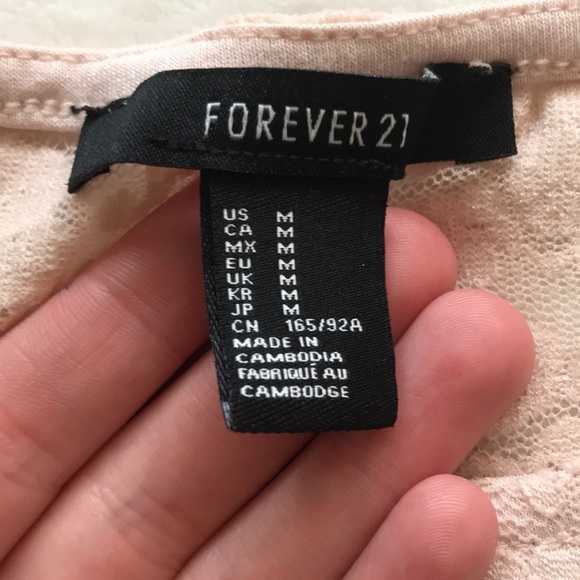 FOREVER 21
US M
CA M
MX M
EU M
UK M
KR M
JP M
CN 165/92A
MADE IN
CAMBODIA
FABRIQUÉ AU
CAMBODGE